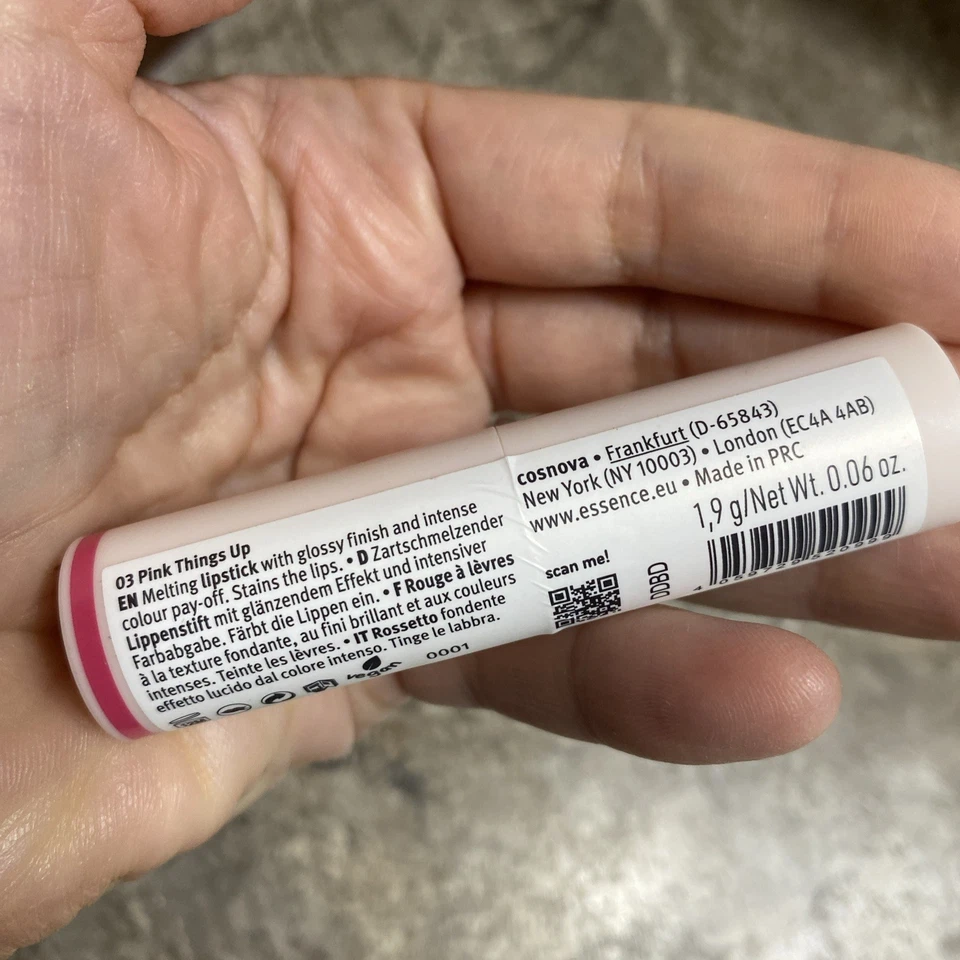 03 Pink Things Up
EN Melting lipstick with glossy finish and intense
colour pay-off. Stains the lips. • D Zartschmelzender
Lippenstift mit glänzendem Effekt und intensiver
Farbabgabe. Färbt die Lippen ein. • F Rouge à lèvres
à la texture fondante, au fini brillant et aux couleurs
intenses. Teinte les lèvres. • IT Rossetto fondente
effetto lucido dal colore intenso. Tinge le labbra.
vegan 0001
cosnova • Frankfurt (D-65843)
New York (NY 10003) • London (EC4A 4AB)
www.essence.eu • Made in PRC
1,9 g/Net Wt. 0.06 oz.
scan me!